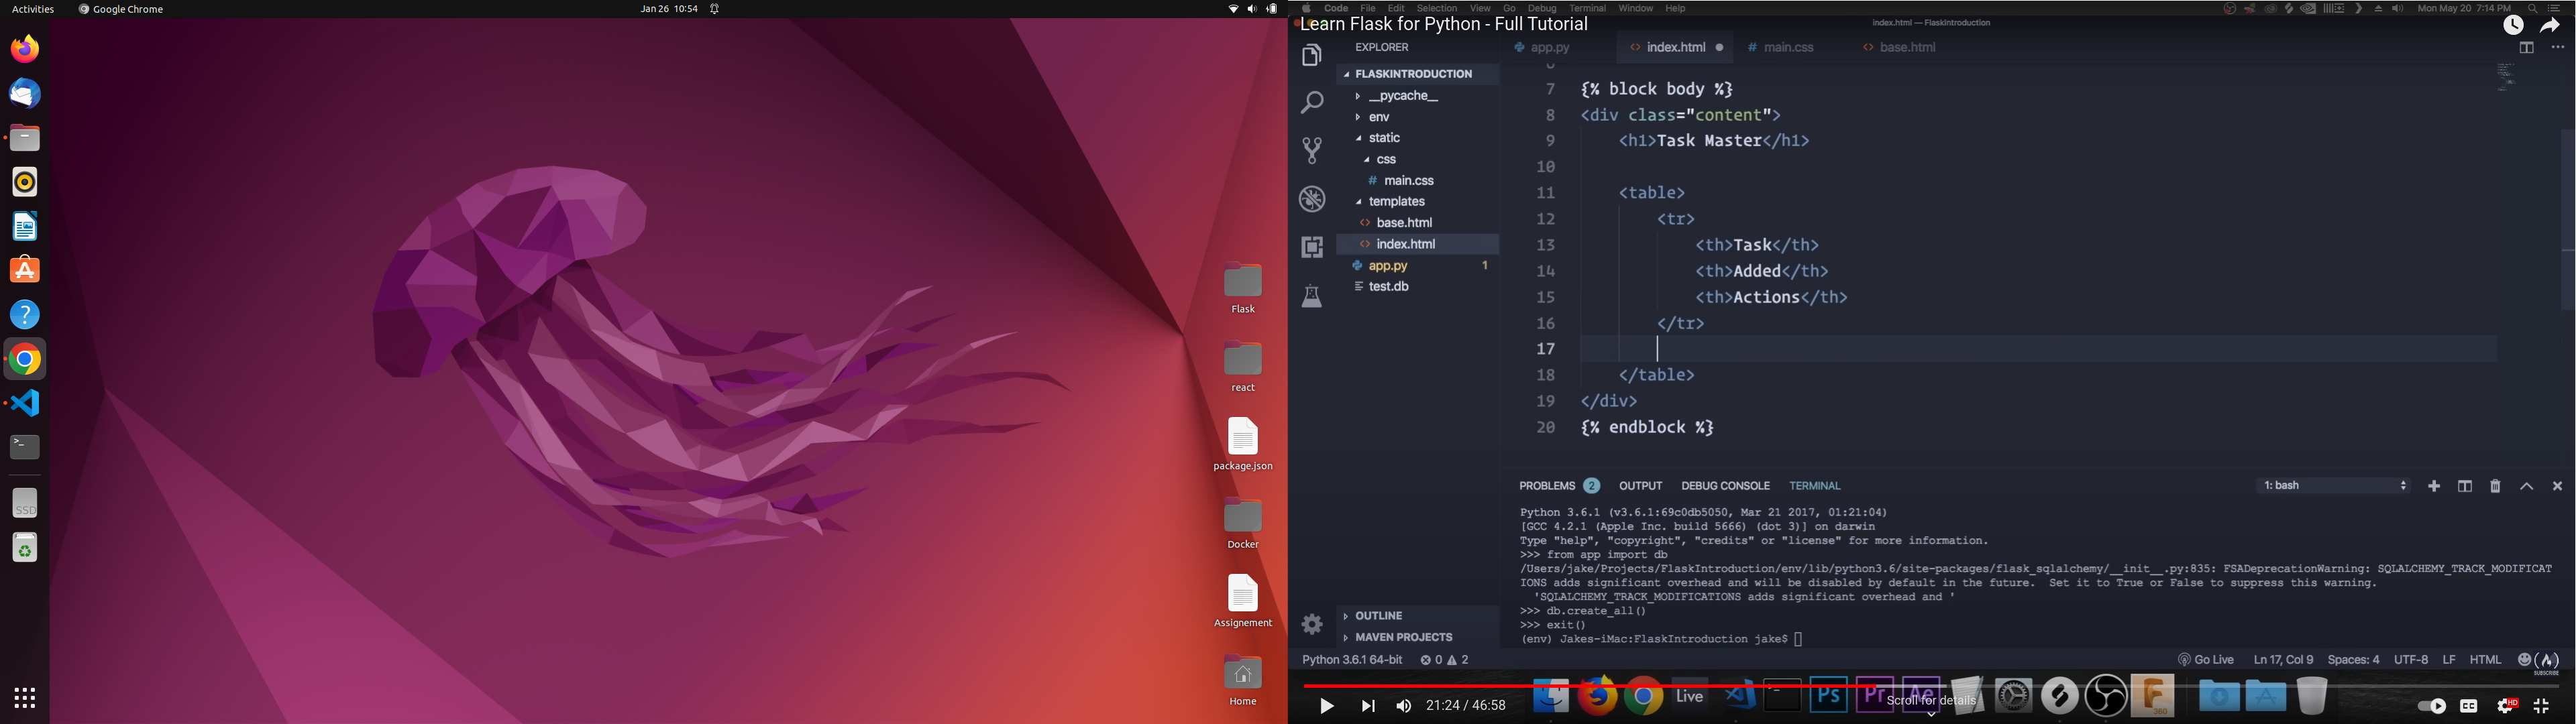 Activities
Google Chrome
Jan 26 10:54
Flask
react
package.json
Docker
Assignement
Home
SSD
Code File Edit Selection View Go Debug Terminal Window Help
Mon May 20 7:14 PM
index.html — FlaskIntroduction
Learn Flask for Python - Full Tutorial
EXPLORER
FLASKINTRODUCTION
__pycache__
env
static
css
# main.css
templates
<> base.html
<> index.html
app.py 1
test.db
OUTLINE
MAVEN PROJECTS
app.py
<> index.html
# main.css
<> base.html
6
7 {% block body %}
8 <div class="content">
9 <h1>Task Master</h1>
10
11 <table>
12 <tr>
13 <th>Task</th>
14 <th>Added</th>
15 <th>Actions</th>
16 </tr>
17
18 </table>
19 </div>
20 {% endblock %}
PROBLEMS 2 OUTPUT DEBUG CONSOLE TERMINAL
1: bash
Python 3.6.1 (v3.6.1:69c0db5050, Mar 21 2017, 01:21:04)
[GCC 4.2.1 (Apple Inc. build 5666) (dot 3)] on darwin
Type "help", "copyright", "credits" or "license" for more information.
>>> from app import db
/Users/jake/Projects/FlaskIntroduction/env/lib/python3.6/site-packages/flask_sqlalchemy/__init__.py:835: FSADeprecationWarning: SQLALCHEMY_TRACK_MODIFICAT
IONS adds significant overhead and will be disabled by default in the future. Set it to True or False to suppress this warning.
'SQLALCHEMY_TRACK_MODIFICATIONS adds significant overhead and '
>>> db.create_all()
>>> exit()
(env) Jakes-iMac:FlaskIntroduction jake$
Python 3.6.1 64-bit 0 2
Go Live Ln 17, Col 9 Spaces: 4 UTF-8 LF HTML
SUBSCRIBE
Live
Ps
Pr
Ae
360
Scroll for details
21:24 / 46:58
CC
HD